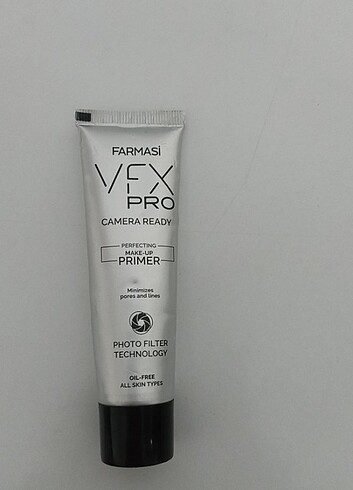 FARMASİ
VFX
PRO
CAMERA READY
PERFECTING
MAKE-UP
PRIMER
Minimizes
pores and lines
PHOTO FILTER
TECHNOLOGY
OIL-FREE
ALL SKIN TYPES